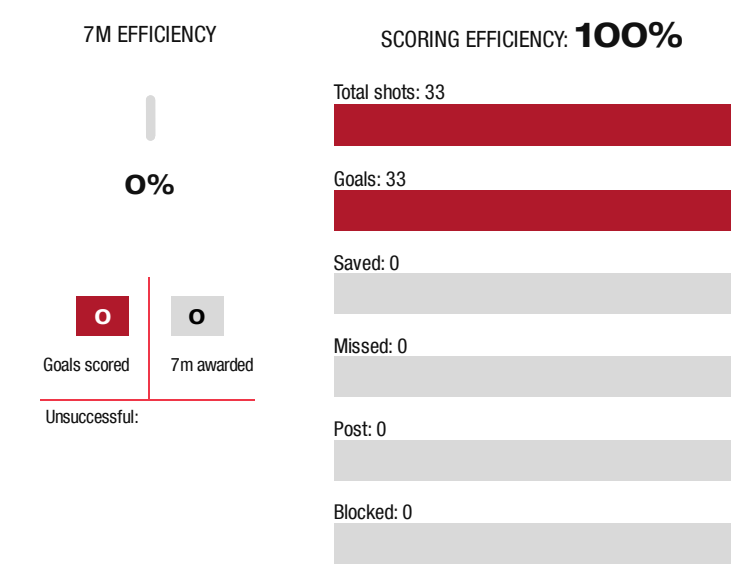 7M EFFICIENCY
0%
0
0
Goals scored
7m awarded
Unsuccessful:
SCORING EFFICIENCY: 100%
Total shots: 33
Goals: 33
Saved: 0
Missed: 0
Post: 0
Blocked: 0